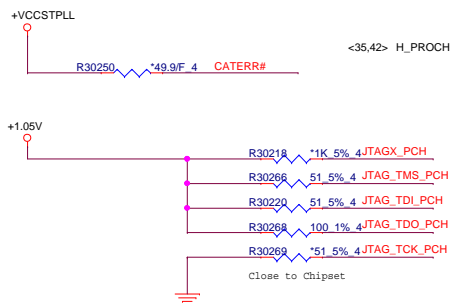 +VCCSTPLL
<35,42> H_PROCH
R30250 *49.9/F_4 CATERR#
+1.05V
R30218 *1K_5%_4 JTAGX_PCH
R30266 51_5%_4 JTAG_TMS_PCH
R30220 51_5%_4 JTAG_TDI_PCH
R30268 100_1%_4 JTAG_TDO_PCH
R30269 *51_5%_4 JTAG_TCK_PCH
Close to Chipset